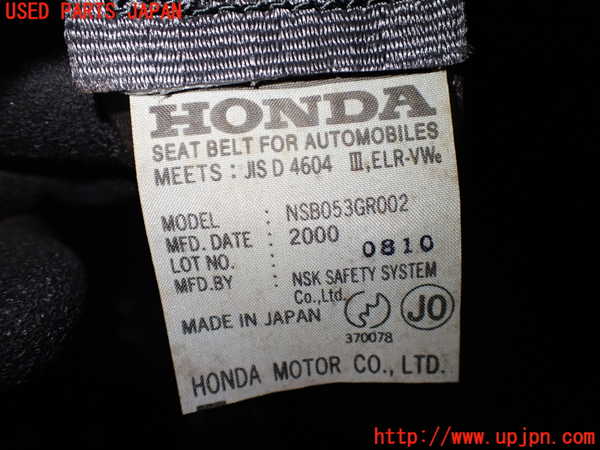 USED PARTS JAPAN
HONDA
SEAT BELT FOR AUTOMOBILES
MEETS : JIS D 4604 Ⅲ, ELR-VWe
MODEL : NSB053GR002
MFD. DATE : 2000
LOT NO. : 0810
MFD.BY : NSK SAFETY SYSTEM
Co.,Ltd.
MADE IN JAPAN
JO
370078
HONDA MOTOR CO., LTD.
http://www.upjpn.com